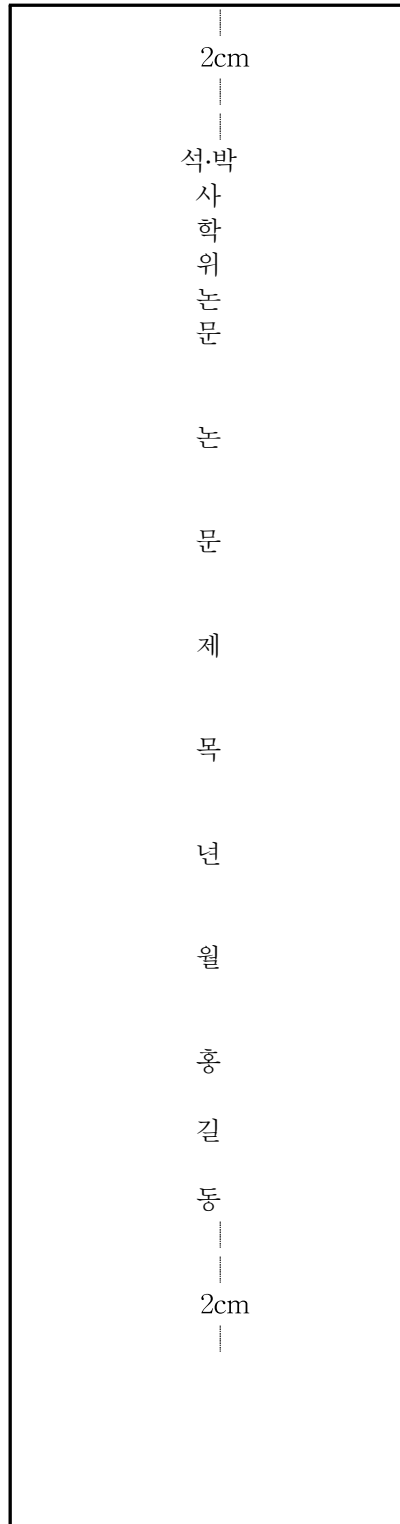 2cm
석·박
사
학
위
논
문
논
문
제
목
년
월
홍
길
동
2cm